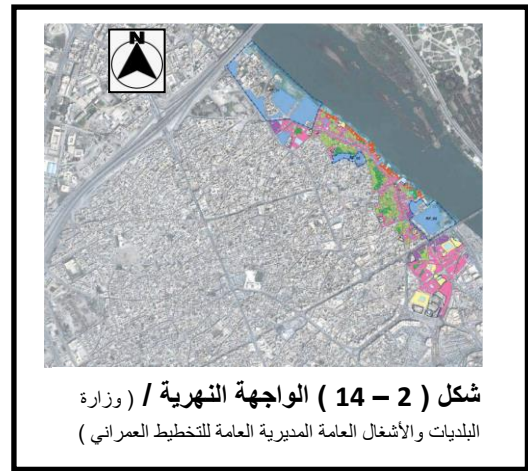 N
شكل ( 2 – 14 ) الواجهة النهرية / ( وزارة
البلديات والأشغال العامة المديرية العامة للتخطيط العمراني )